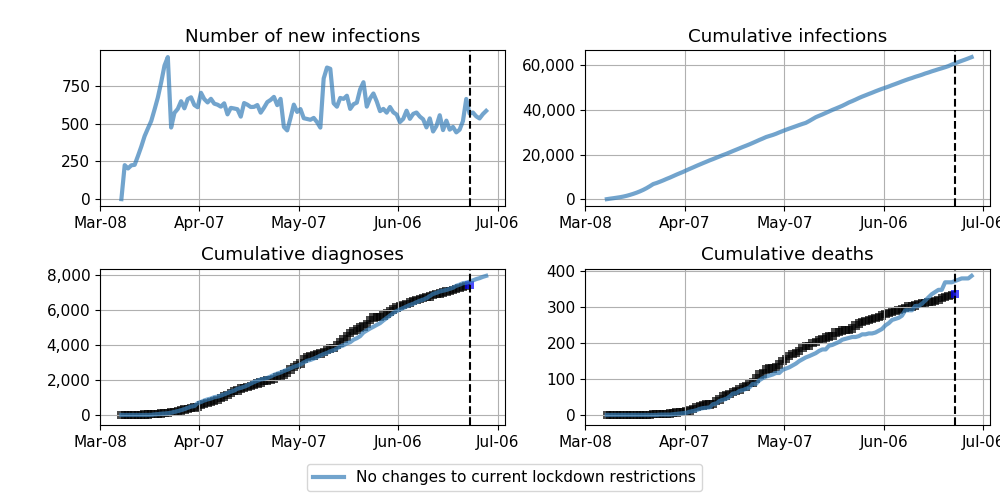 Number of new infections
750
500
250
0
Mar-08 Apr-07 May-07 Jun-06 Jul-06
Cumulative infections
60,000
40,000
20,000
0
Mar-08 Apr-07 May-07 Jun-06 Jul-06
Cumulative diagnoses
8,000
6,000
4,000
2,000
0
Mar-08 Apr-07 May-07 Jun-06 Jul-06
Cumulative deaths
400
300
200
100
0
Mar-08 Apr-07 May-07 Jun-06 Jul-06
No changes to current lockdown restrictions